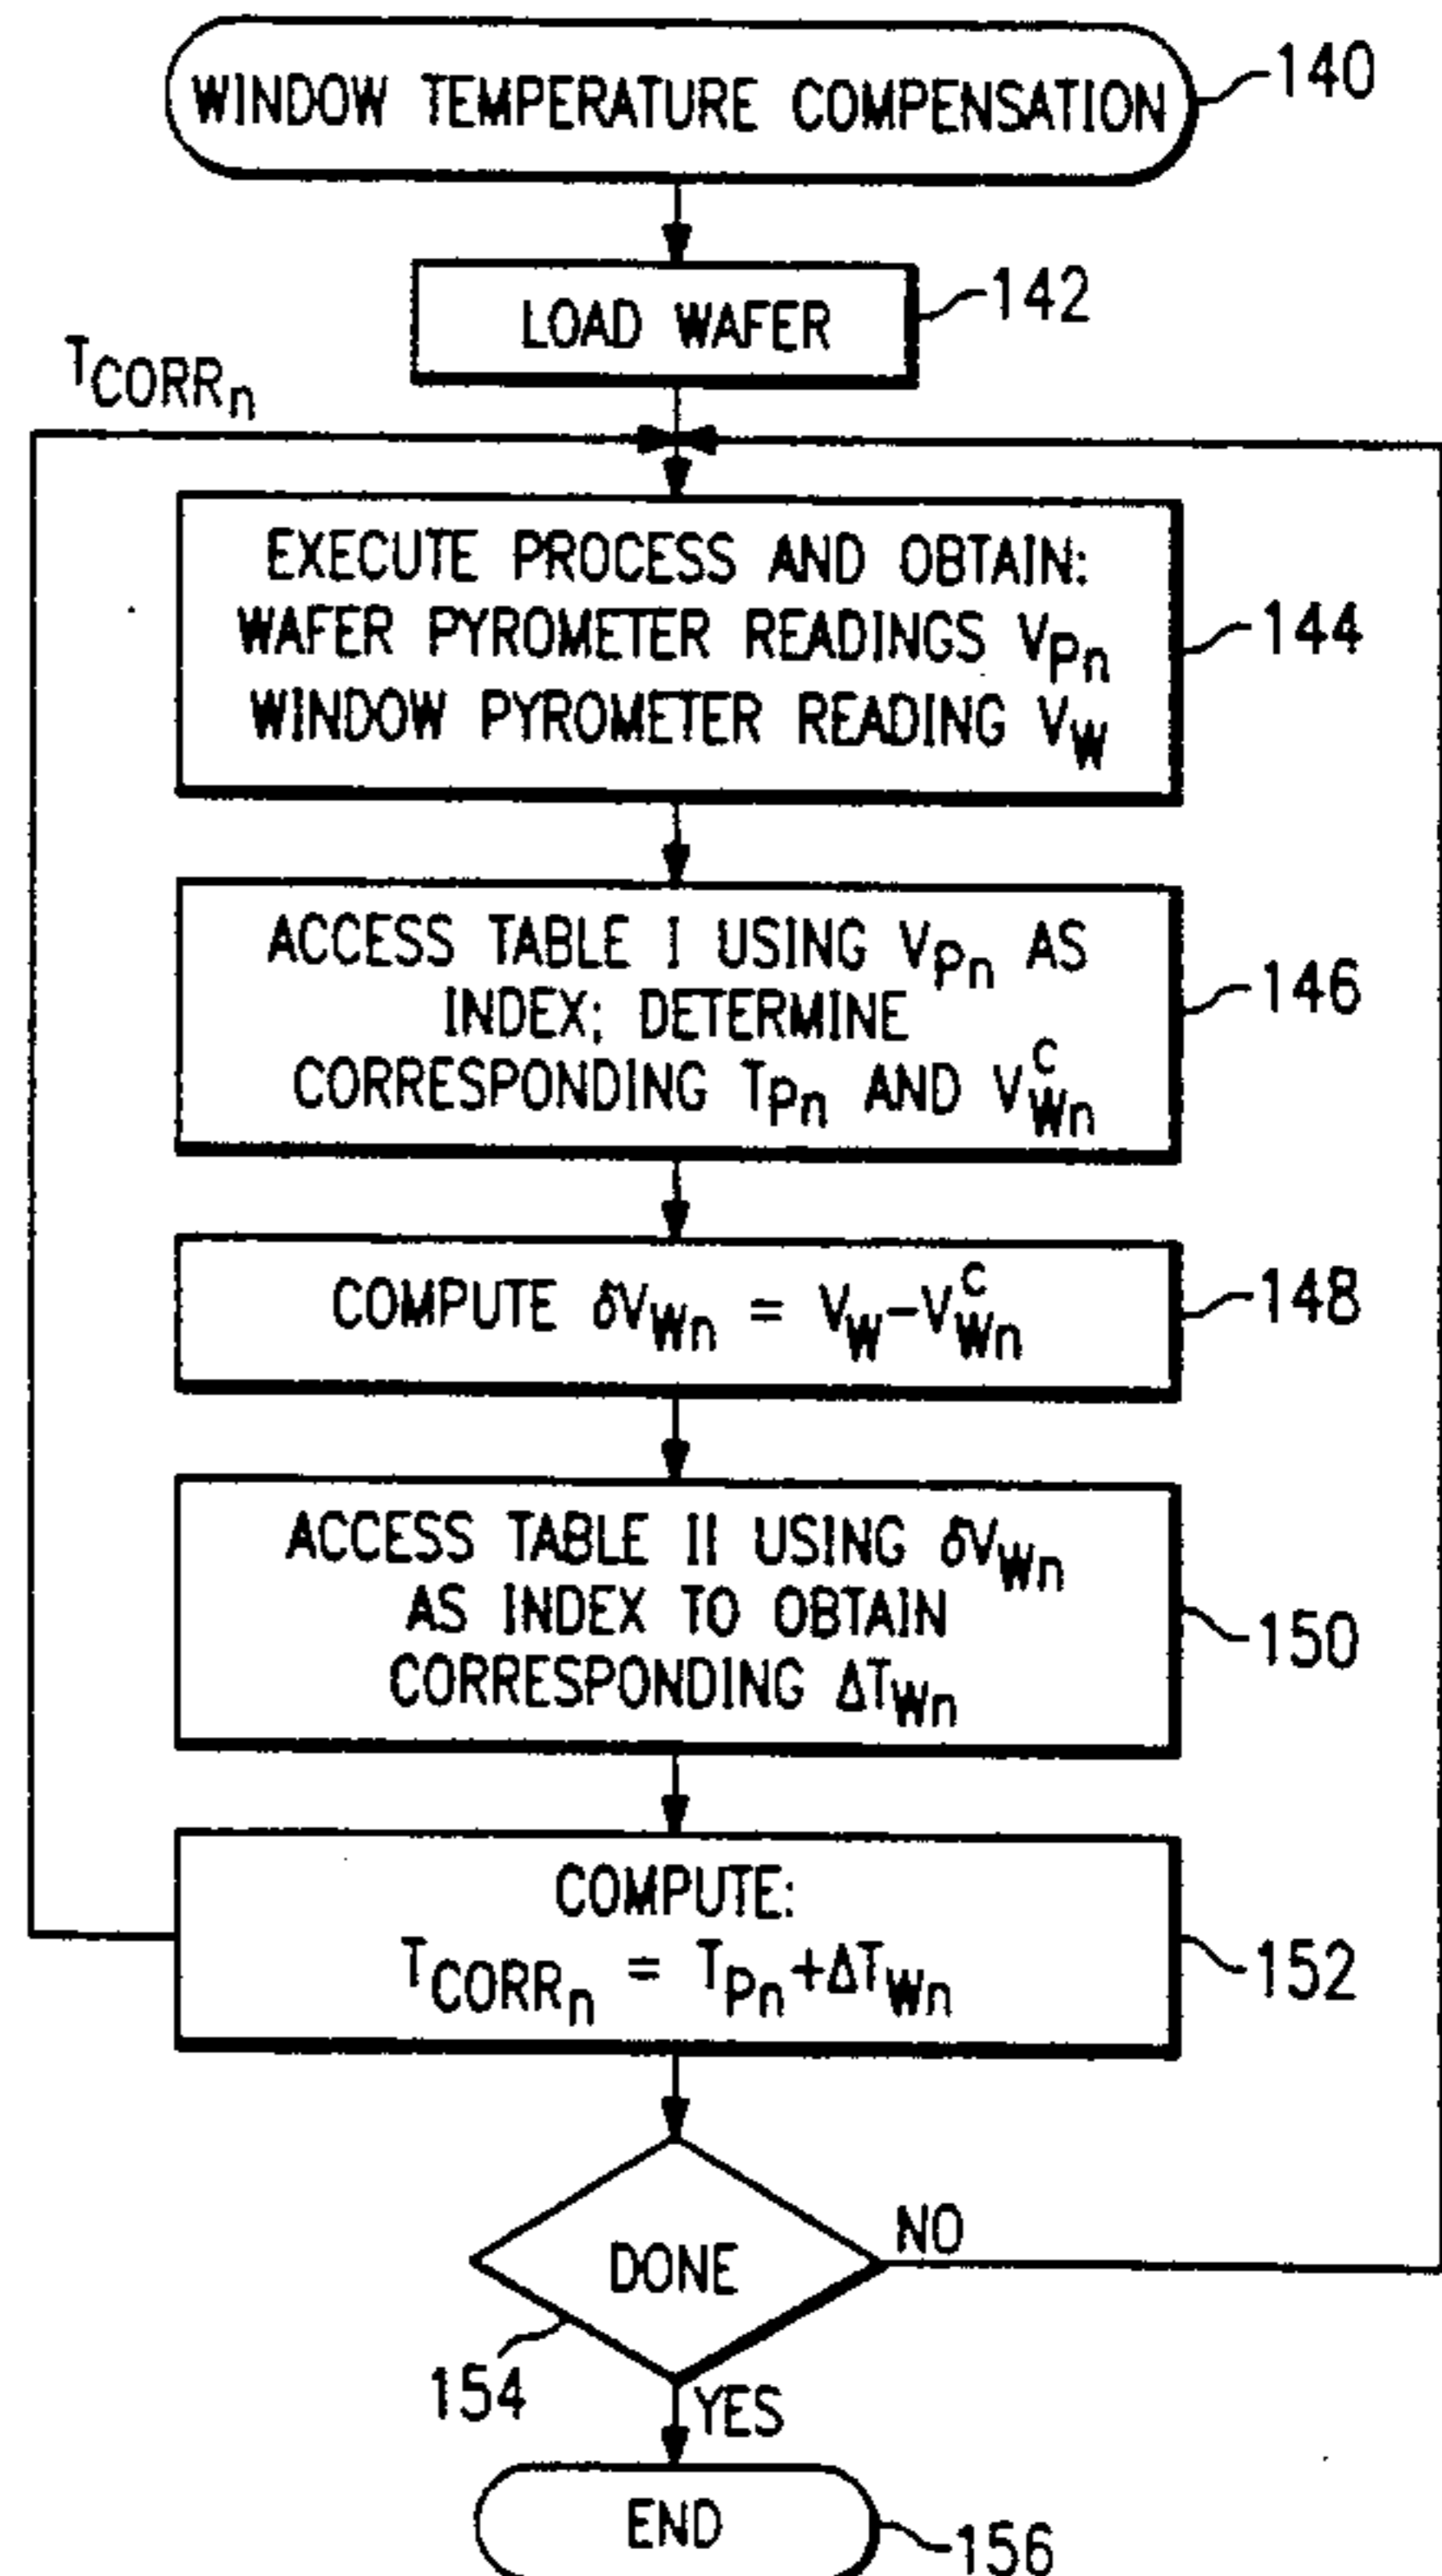 WINDOW TEMPERATURE COMPENSATION
140
LOAD WAFER
142
TCORRn
EXECUTE PROCESS AND OBTAIN:
WAFER PYROMETER READINGS VPn
WINDOW PYROMETER READING VW
144
ACCESS TABLE I USING VPn AS
INDEX; DETERMINE
CORRESPONDING TPn AND V^C_Wn
146
COMPUTE δVWn = VW-V^C_Wn
148
ACCESS TABLE II USING δVWn
AS INDEX TO OBTAIN
CORRESPONDING ΔTWn
150
COMPUTE:
TCORRn = TPn+ΔTWn
152
DONE
NO
154
YES
END
156